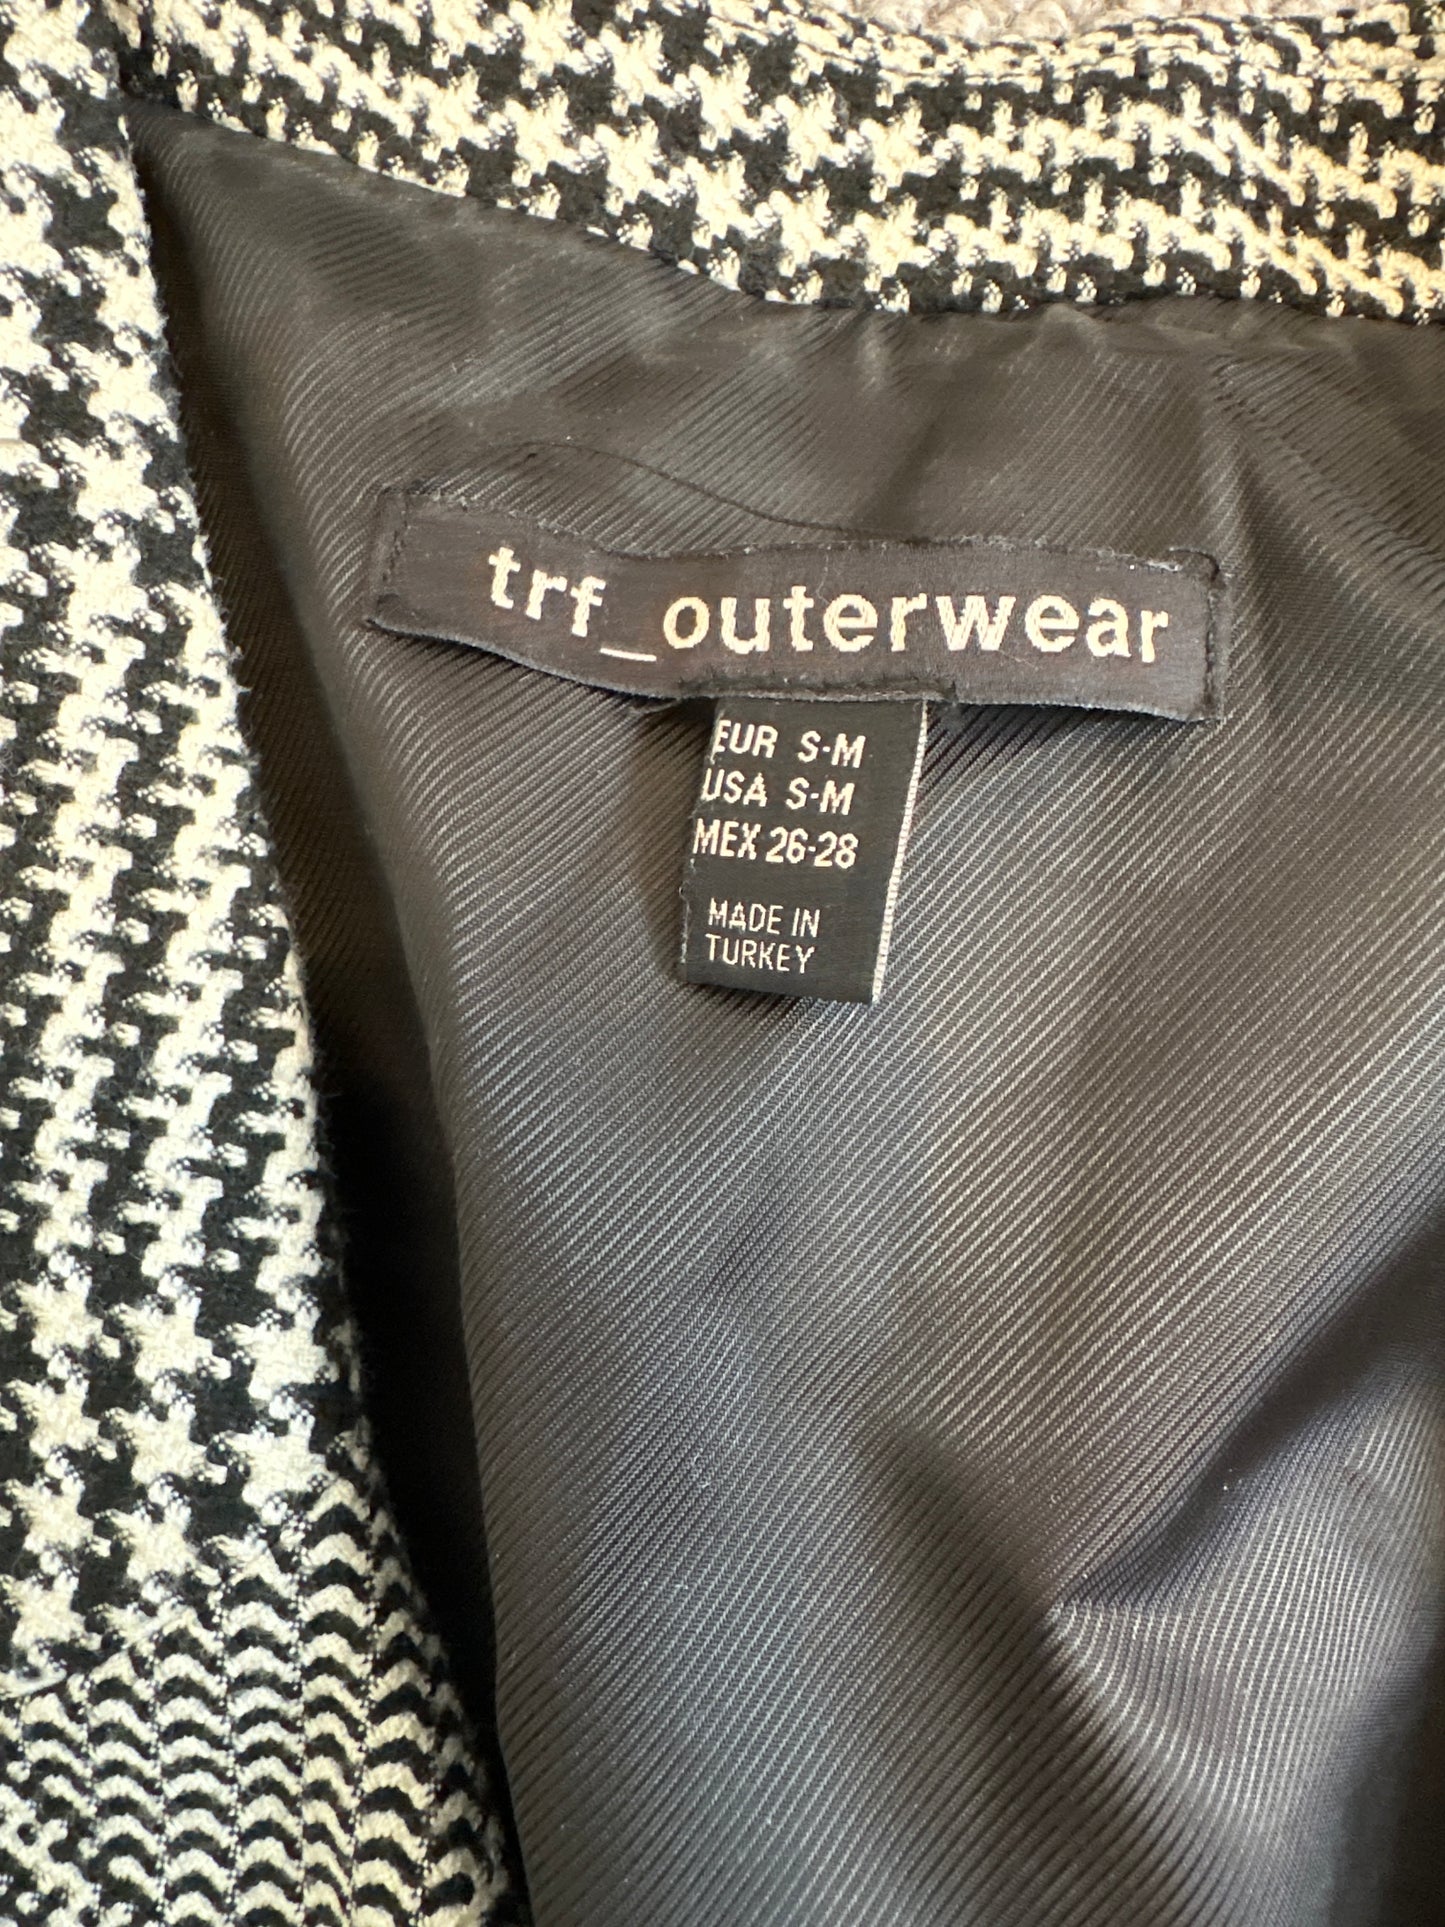 trf_outerwear
EUR S-M
USA S-M
MEX 26-28
MADE IN
TURKEY